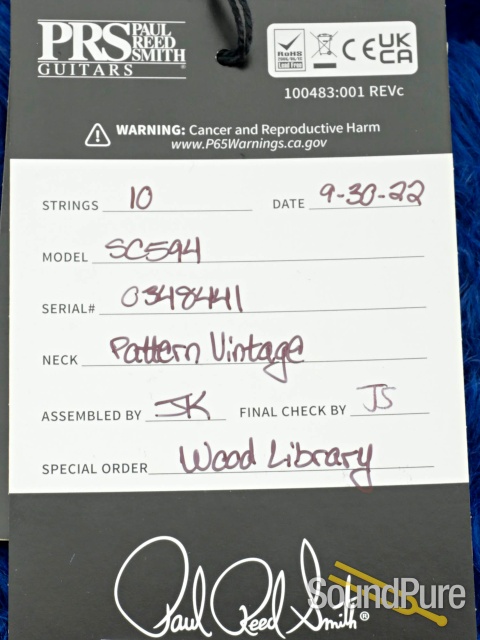 PRS PAUL REED SMITH
GUITARS
RoHS
Lead Free
CE UK CA
100483:001 REVc
WARNING: Cancer and Reproductive Harm
www.P65Warnings.ca.gov
STRINGS 10 DATE 9-30-22
MODEL SC594
SERIAL# 0348441
NECK Pattern Vintage
ASSEMBLED BY JK FINAL CHECK BY JS
SPECIAL ORDER Wood Library
Paul Reed Smith®
SoundPure